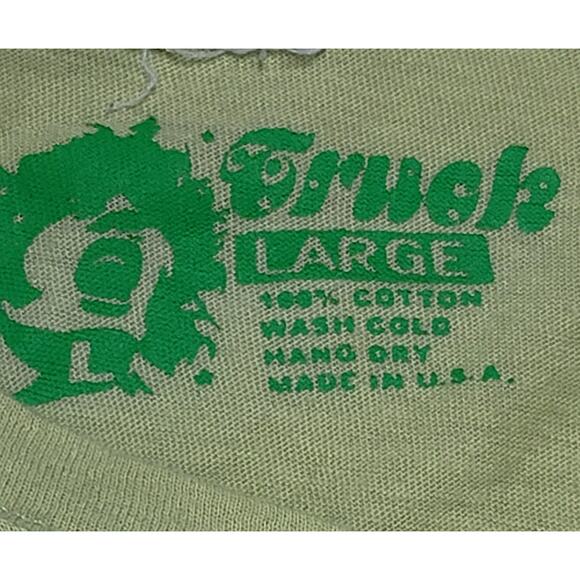 Truck
LARGE
100% COTTON
WASH COLD
HANG DRY
MADE IN U.S.A.
L